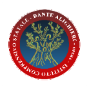 ISTITUTO COMPRENSIVO STATALE "DANTE ALIGHIERI"